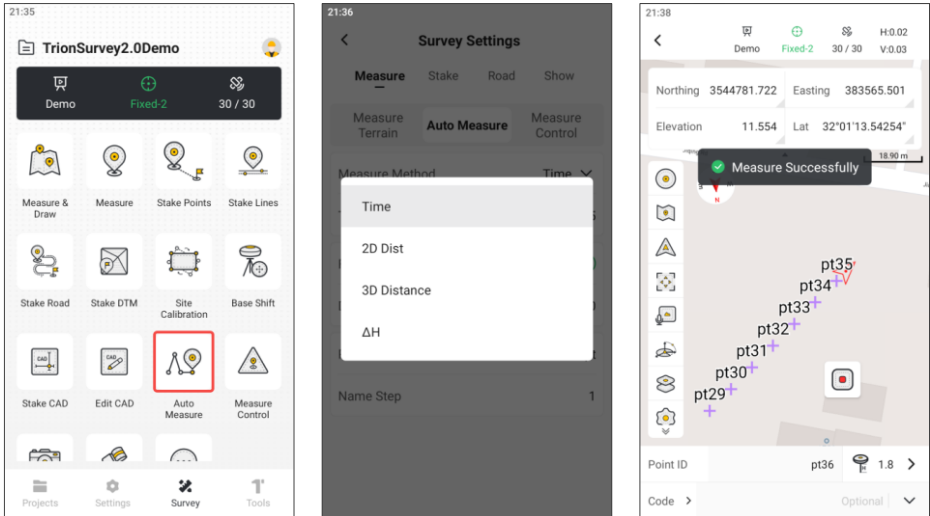 21:35
TrionSurvey2.0Demo
Demo
Fixed-2
30 / 30
Measure & Draw
Measure
Stake Points
Stake Lines
Stake Road
Stake DTM
Site Calibration
Base Shift
CAD
CAD
Stake CAD
Edit CAD
Auto Measure
Measure Control
Projects
Settings
Survey
Tools
21:36
Survey Settings
Measure
Stake
Road
Show
Measure Terrain
Auto Measure
Measure Control
Measure Method
Time
Time
2D Dist
3D Distance
ΔH
Name Step
1
21:38
Demo
Fixed-2
30 / 30
H:0.02
V:0.03
Northing 3544781.722
Easting 383565.501
Elevation 11.554
Lat 32°01'13.54254"
18.90 m
Measure Successfully
N
pt35
pt34
pt33
pt32
pt31
pt30
pt29
Point ID
pt36
1.8
Code
Optional